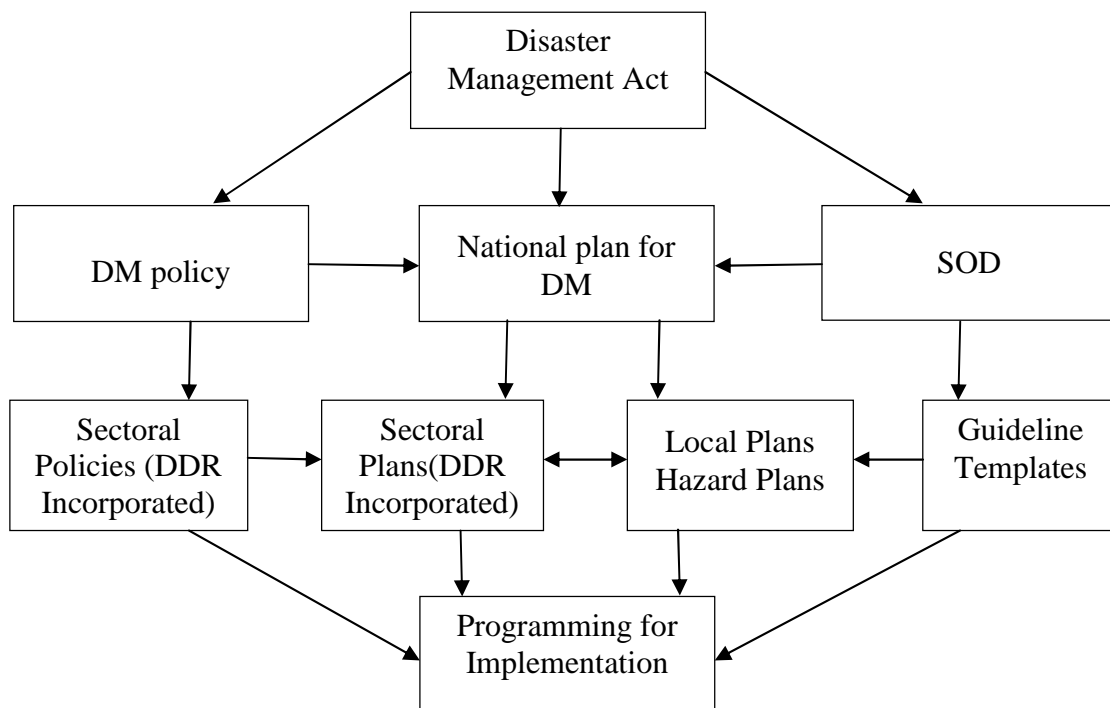 Disaster
Management Act
DM policy
National plan for
DM
SOD
Sectoral
Policies (DDR
Incorporated)
Sectoral
Plans(DDR
Incorporated)
Local Plans
Hazard Plans
Guideline
Templates
Programming for
Implementation